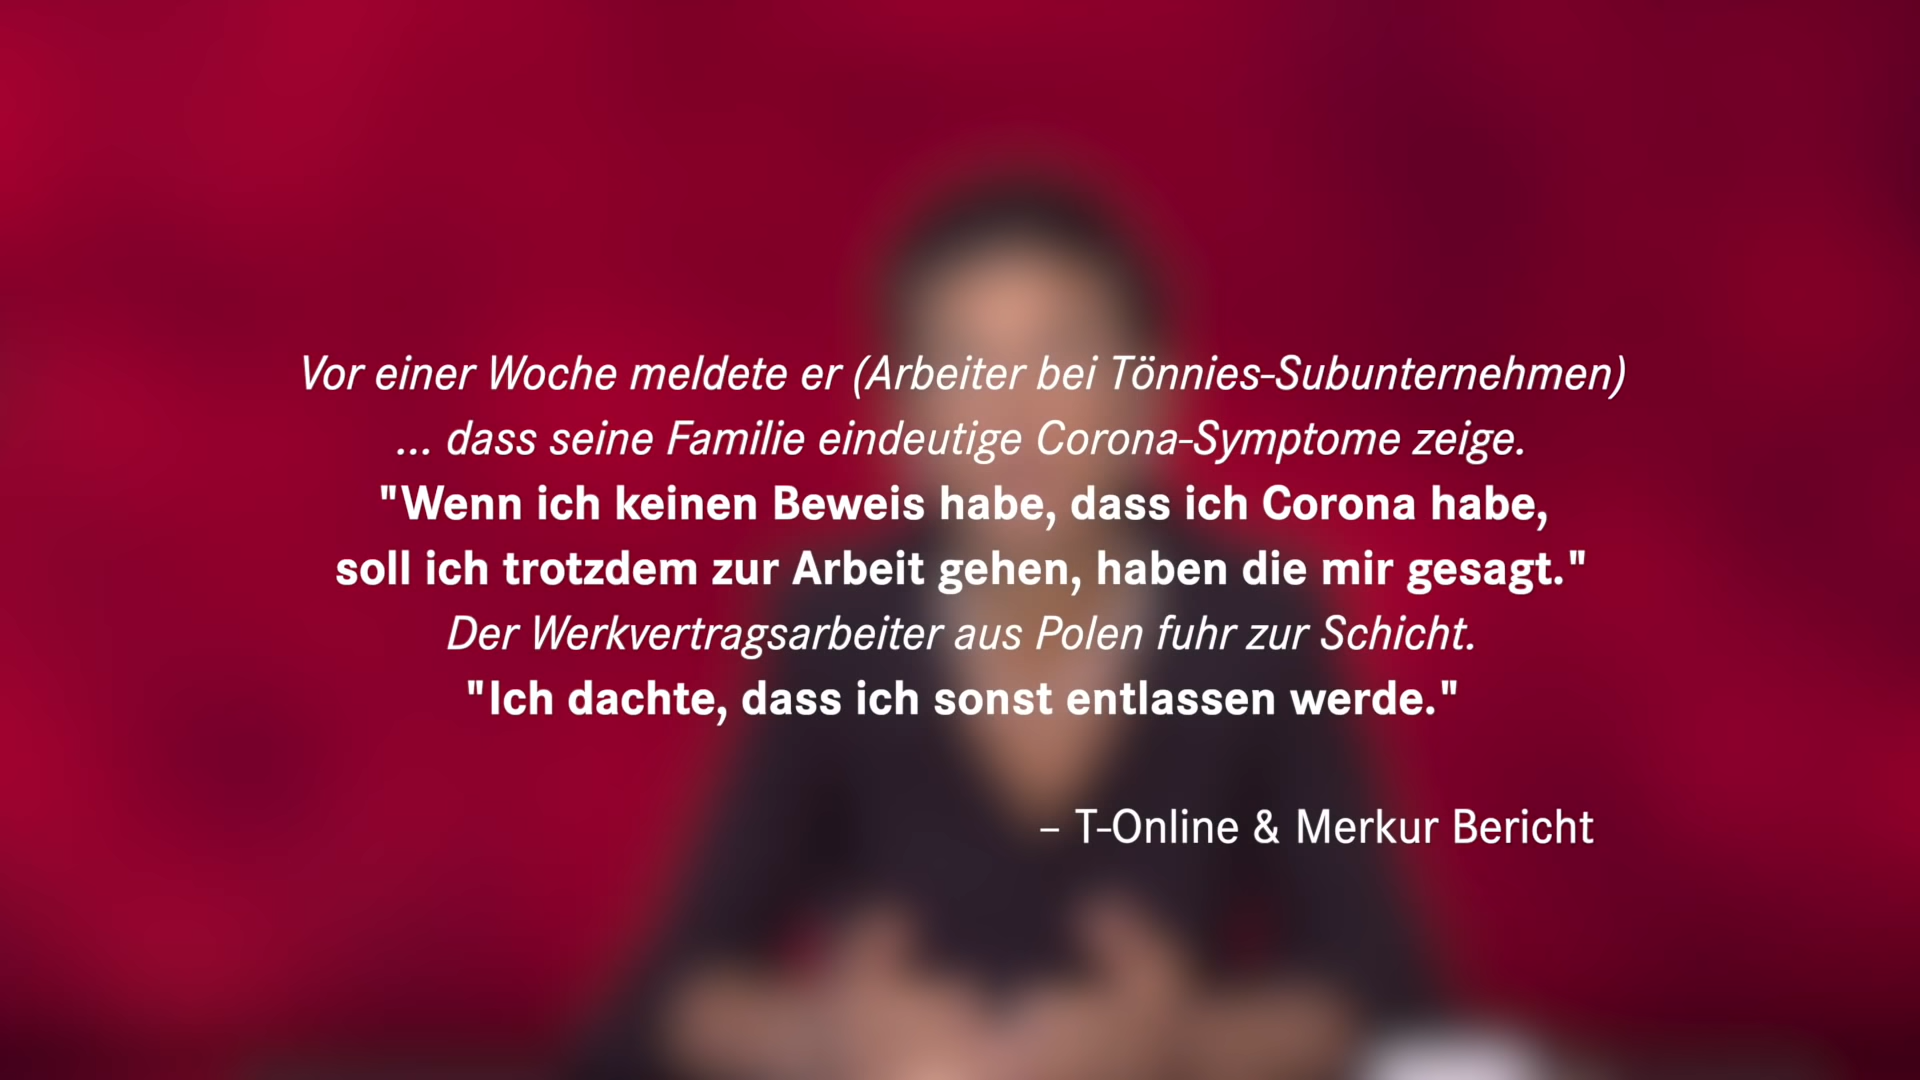 Vor einer Woche meldete er (Arbeiter bei Tönnies-Subunternehmen)
... dass seine Familie eindeutige Corona-Symptome zeige.
"Wenn ich keinen Beweis habe, dass ich Corona habe,
soll ich trotzdem zur Arbeit gehen, haben die mir gesagt."
Der Werkvertragsarbeiter aus Polen fuhr zur Schicht.
"Ich dachte, dass ich sonst entlassen werde."
– T-Online & Merkur Bericht